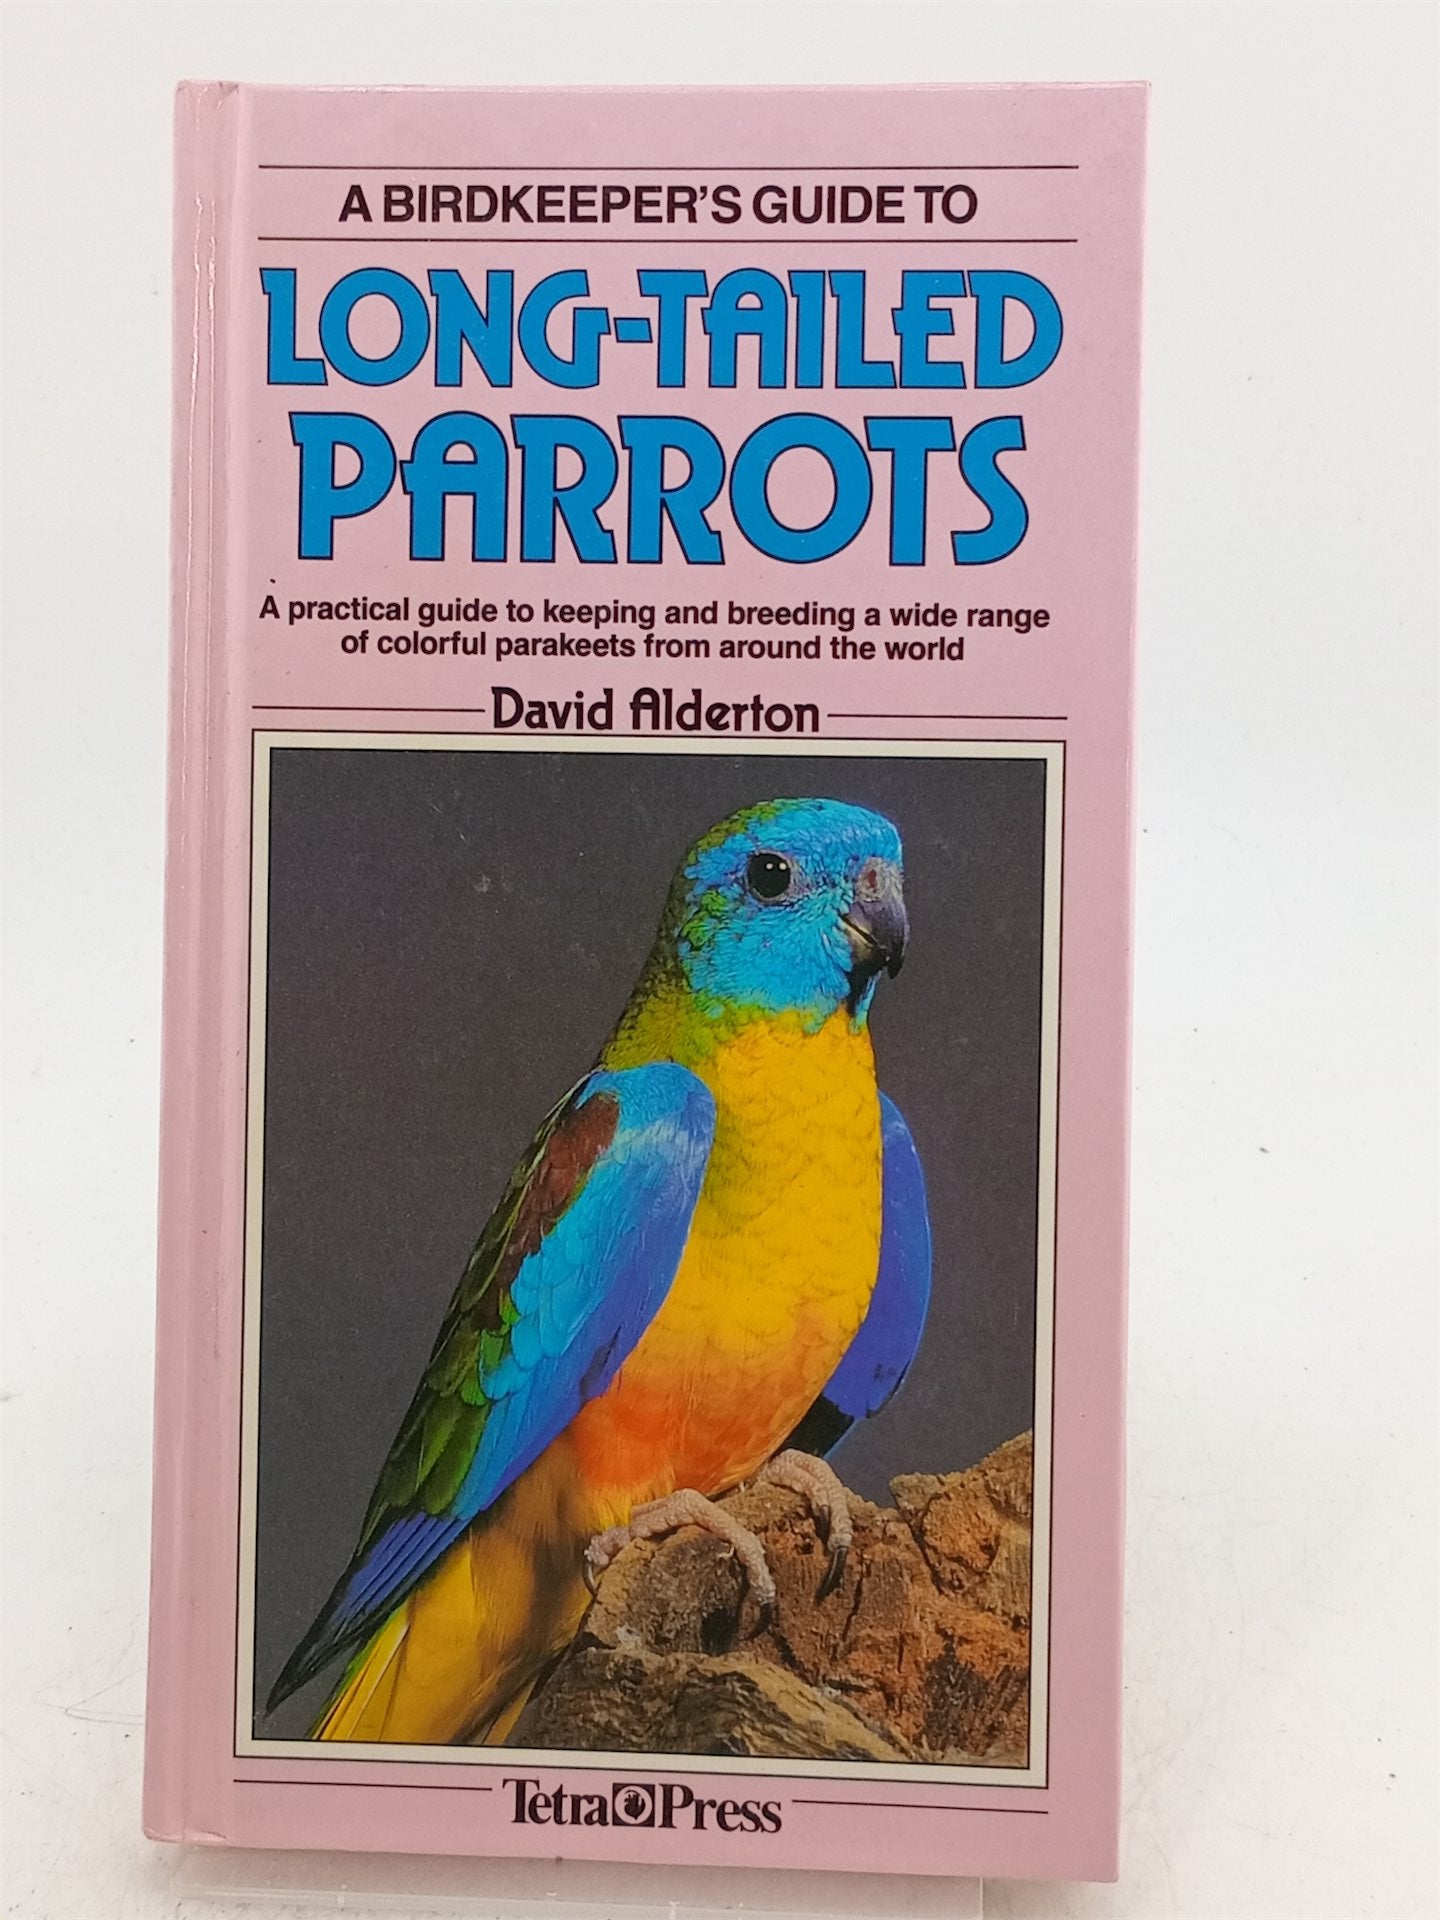 A BIRDKEEPER'S GUIDE TO
LONG-TAILED
PARROTS
A practical guide to keeping and breeding a wide range
of colorful parakeets from around the world
David Alderton
Tetra Press